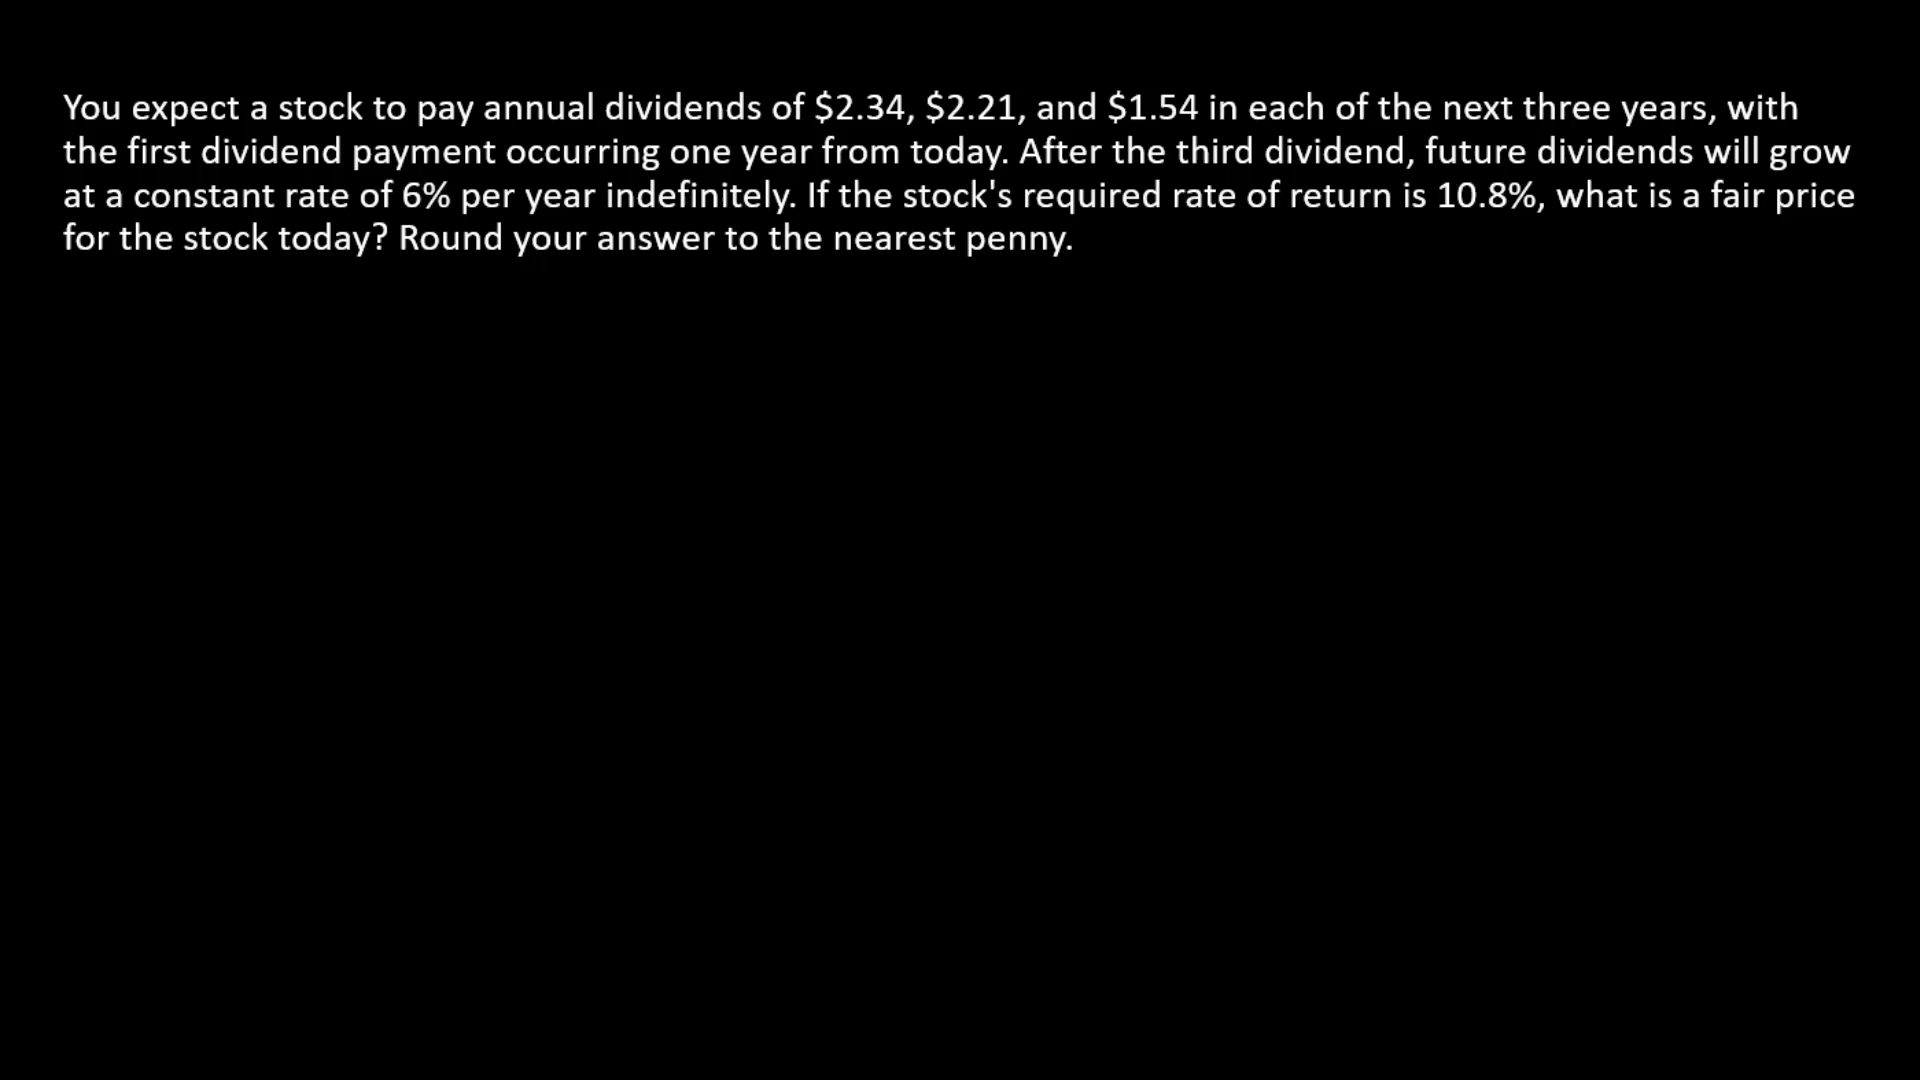 You expect a stock to pay annual dividends of $2.34, $2.21, and $1.54 in each of the next three years, with
the first dividend payment occurring one year from today. After the third dividend, future dividends will grow
at a constant rate of 6% per year indefinitely. If the stock's required rate of return is 10.8%, what is a fair price
for the stock today? Round your answer to the nearest penny.